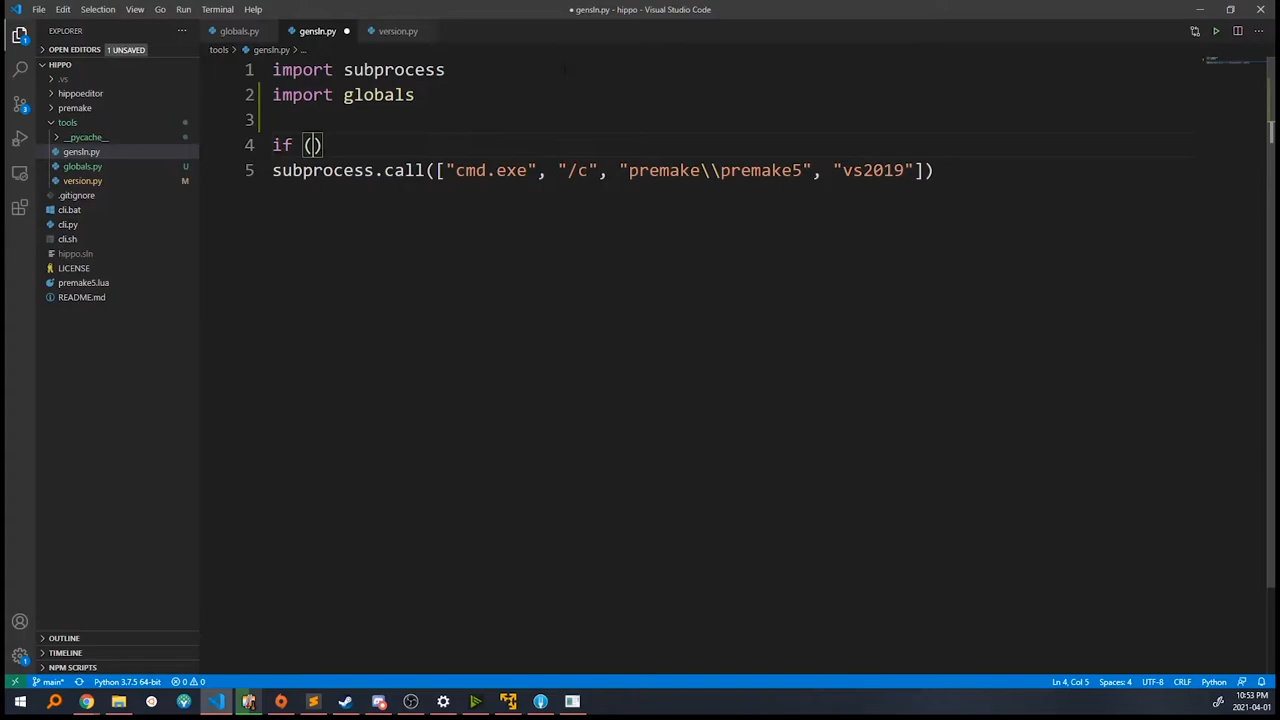 File Edit Selection View Go Run Terminal Help
● gensln.py - hippo - Visual Studio Code
EXPLORER
OPEN EDITORS 1 UNSAVED
HIPPO
.vs
hippoeditor
premake
tools
__pycache__
gensln.py
globals.py U
version.py M
.gitignore
cli.bat
cli.py
cli.sh
hippo.sln
LICENSE
premake5.lua
README.md
OUTLINE
TIMELINE
NPM SCRIPTS
globals.py gensln.py ● version.py
tools > gensln.py > ...
1 import subprocess
2 import globals
3
4 if ()
5 subprocess.call(["cmd.exe", "/c", "premake\\premake5", "vs2019"])
main* Python 3.7.5 64-bit 0 0 Ln 4, Col 5 Spaces: 4 UTF-8 CRLF Python
10:53 PM
2021-04-01